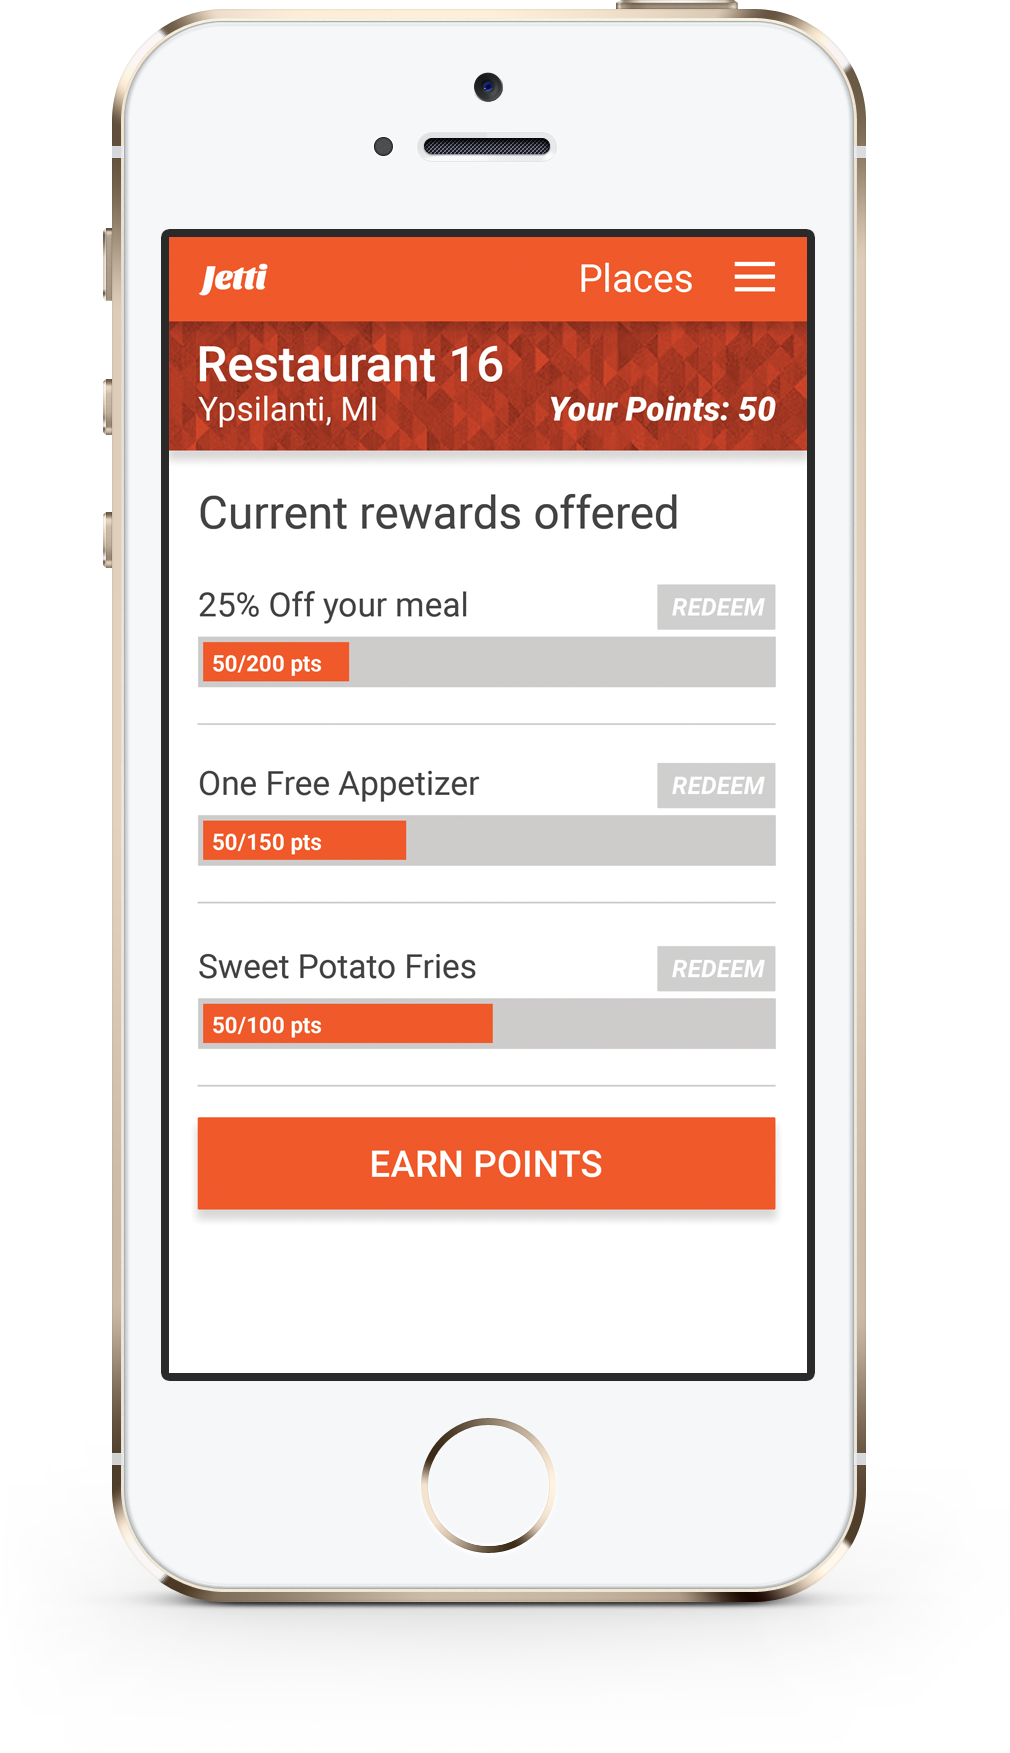 Jetti
Places
Restaurant 16
Ypsilanti, MI
Your Points: 50
Current rewards offered
25% Off your meal
REDEEM
50/200 pts
One Free Appetizer
REDEEM
50/150 pts
Sweet Potato Fries
REDEEM
50/100 pts
EARN POINTS